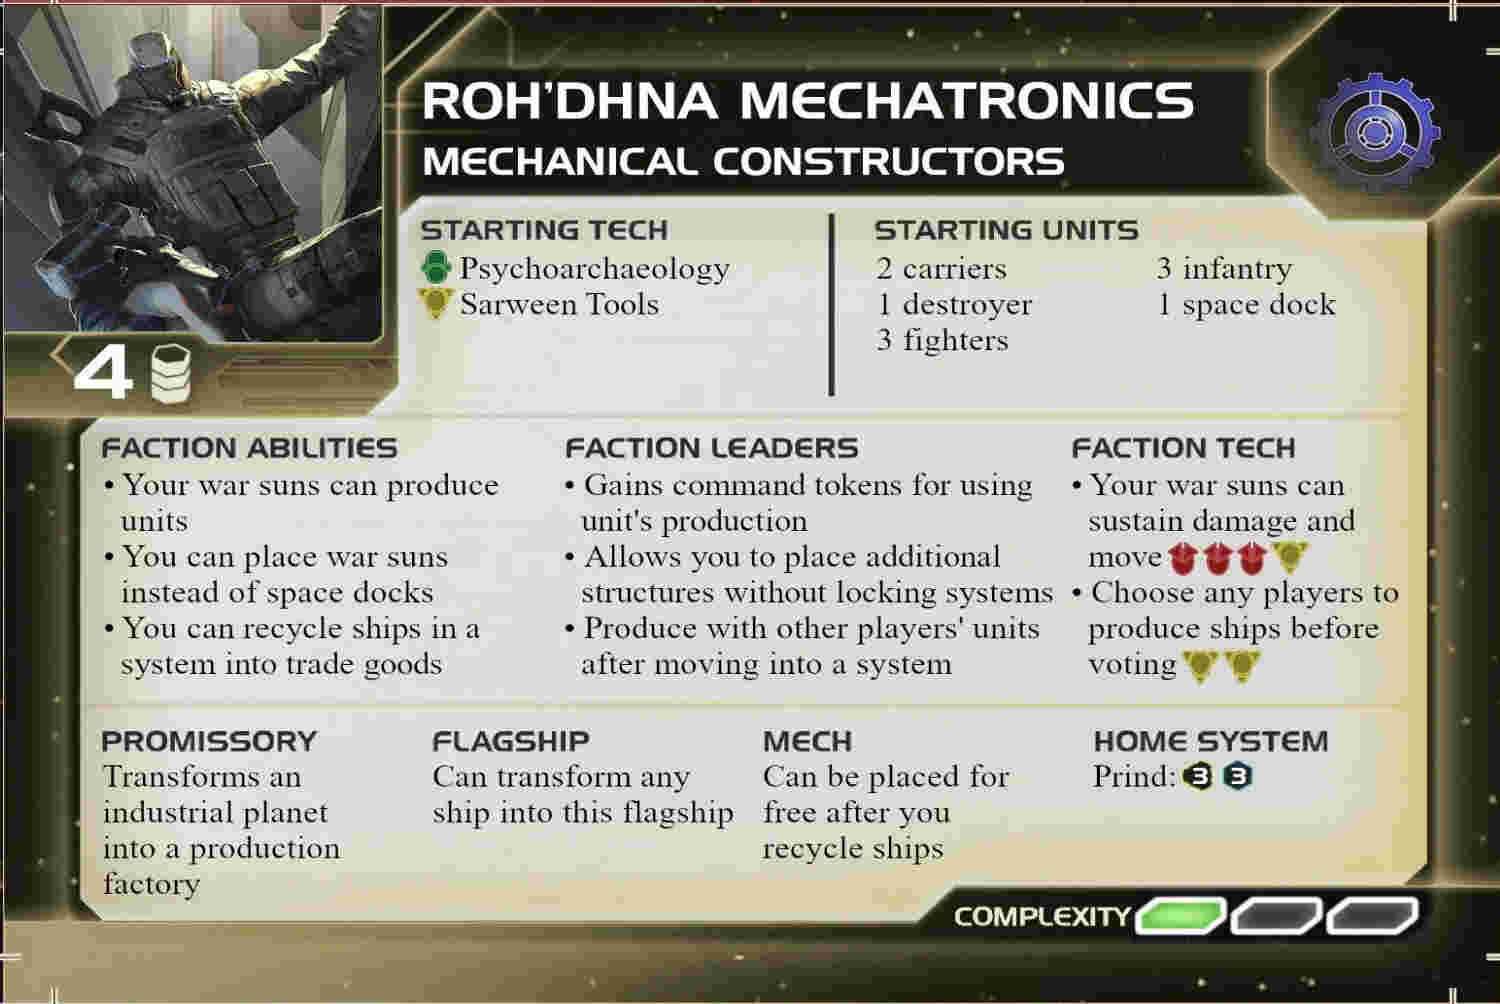 ROH'DHNA MECHATRONICS
MECHANICAL CONSTRUCTORS
STARTING TECH
Psychoarchaeology
Sarween Tools
STARTING UNITS
2 carriers
1 destroyer
3 fighters
3 infantry
1 space dock
4
FACTION ABILITIES
• Your war suns can produce
units
• You can place war suns
instead of space docks
• You can recycle ships in a
system into trade goods
FACTION LEADERS
• Gains command tokens for using
unit's production
• Allows you to place additional
structures without locking systems
• Produce with other players' units
after moving into a system
FACTION TECH
• Your war suns can
sustain damage and
move
• Choose any players to
produce ships before
voting
PROMISSORY
Transforms an
industrial planet
into a production
factory
FLAGSHIP
Can transform any
ship into this flagship
MECH
Can be placed for
free after you
recycle ships
HOME SYSTEM
Prind: 3 3
COMPLEXITY